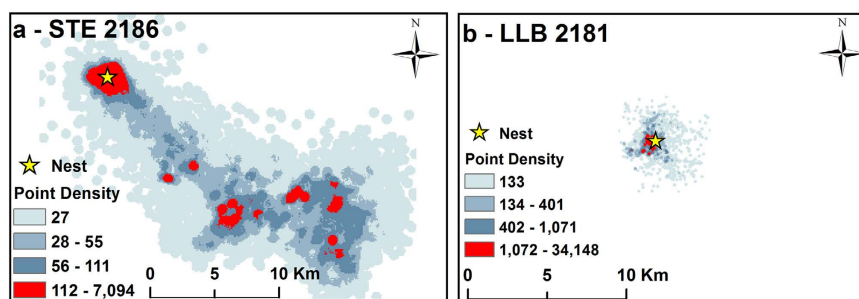 a - STE 2186
N
Nest
Point Density
27
28 - 55
56 - 111
112 - 7,094
0 5 10 Km
b - LLB 2181
N
Nest
Point Density
133
134 - 401
402 - 1,071
1,072 - 34,148
0 5 10 Km